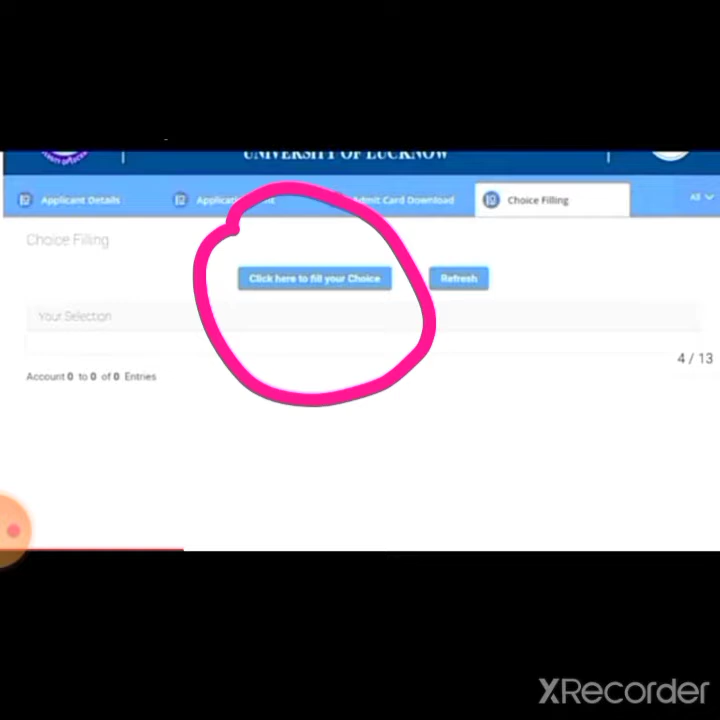 UNIVERSITY OF LUCKNOW
Applicant Details
Admit Card Download
Choice Filling
All
Choice Filling
Click here to fill your Choice
Refresh
Your Selection
4 / 13
Account 0 to 0 of 0 Entries
XRecorder